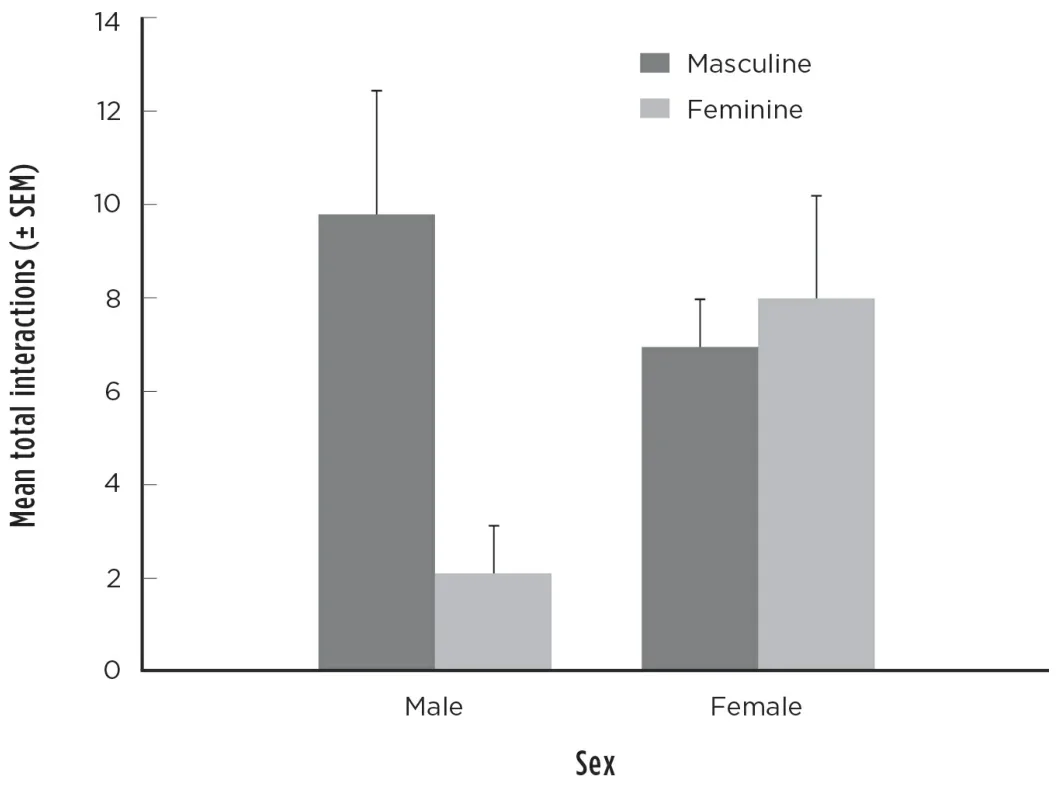 14
12
10
8
6
4
2
0
Mean total interactions (± SEM)
Masculine
Feminine
Male
Female
Sex